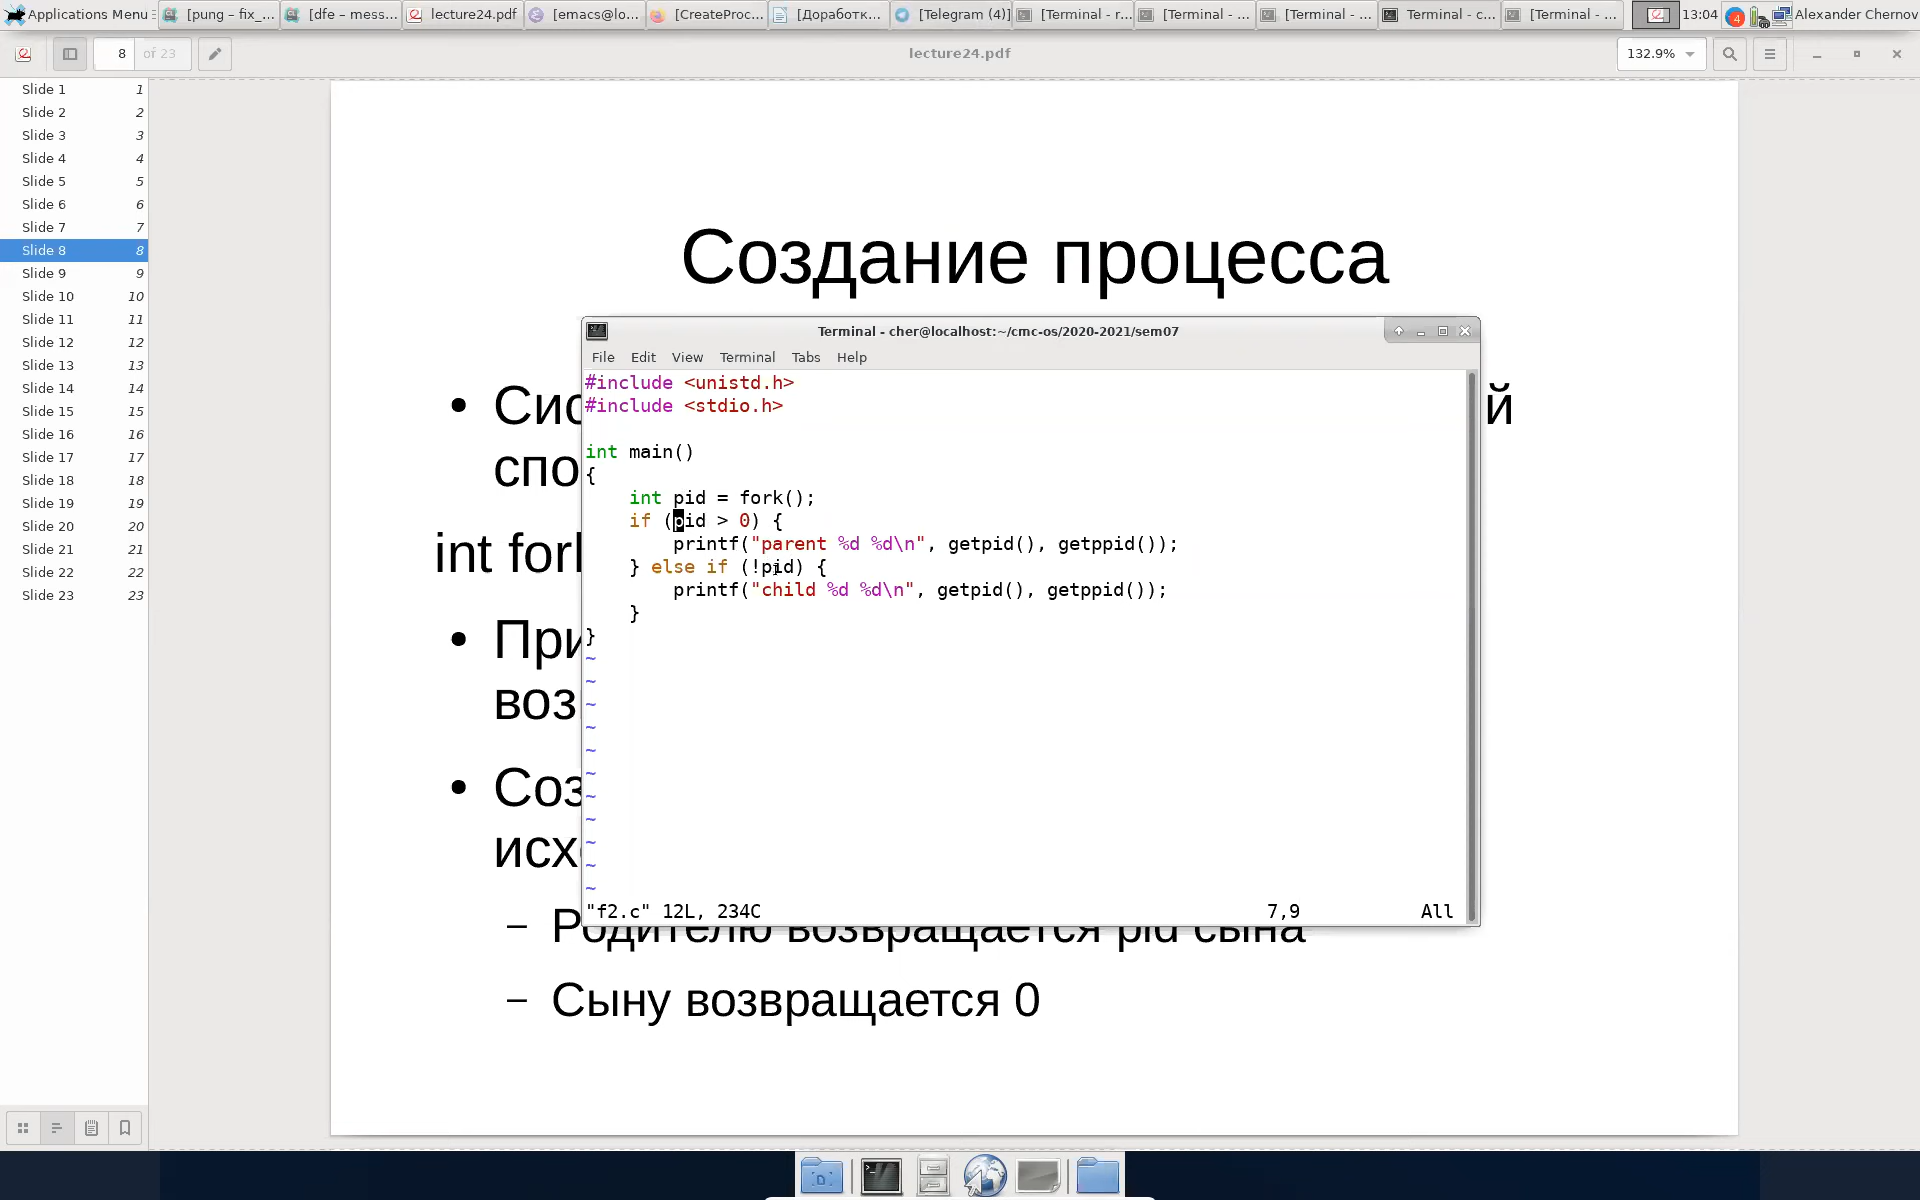 Applications Menu [pung – fix_... [dfe – mess... lecture24.pdf [emacs@lo... [CreateProc... [Доработк... [Telegram (4)] [Terminal - r... [Terminal - ... [Terminal - ... Terminal - c... [Terminal - ... 13:04 4 Alexander Chernov
8 of 23 lecture24.pdf 132.9%
Slide 1 1
Slide 2 2
Slide 3 3
Slide 4 4
Slide 5 5
Slide 6 6
Slide 7 7
Slide 8 8
Slide 9 9
Slide 10 10
Slide 11 11
Slide 12 12
Slide 13 13
Slide 14 14
Slide 15 15
Slide 16 16
Slide 17 17
Slide 18 18
Slide 19 19
Slide 20 20
Slide 21 21
Slide 22 22
Slide 23 23
Создание процесса
Terminal - cher@localhost:~/cmc-os/2020-2021/sem07
File Edit View Terminal Tabs Help
#include <unistd.h>
#include <stdio.h>
int main()
{
    int pid = fork();
    if (pid > 0) {
        printf("parent %d %d\n", getpid(), getppid());
    } else if (!pid) {
        printf("child %d %d\n", getpid(), getppid());
    }
}
~
~
~
~
~
~
~
~
~
~
~
"f2.c" 12L, 234C 7,9 All
int
– Родителю возвращается pid сына
– Сыну возвращается 0